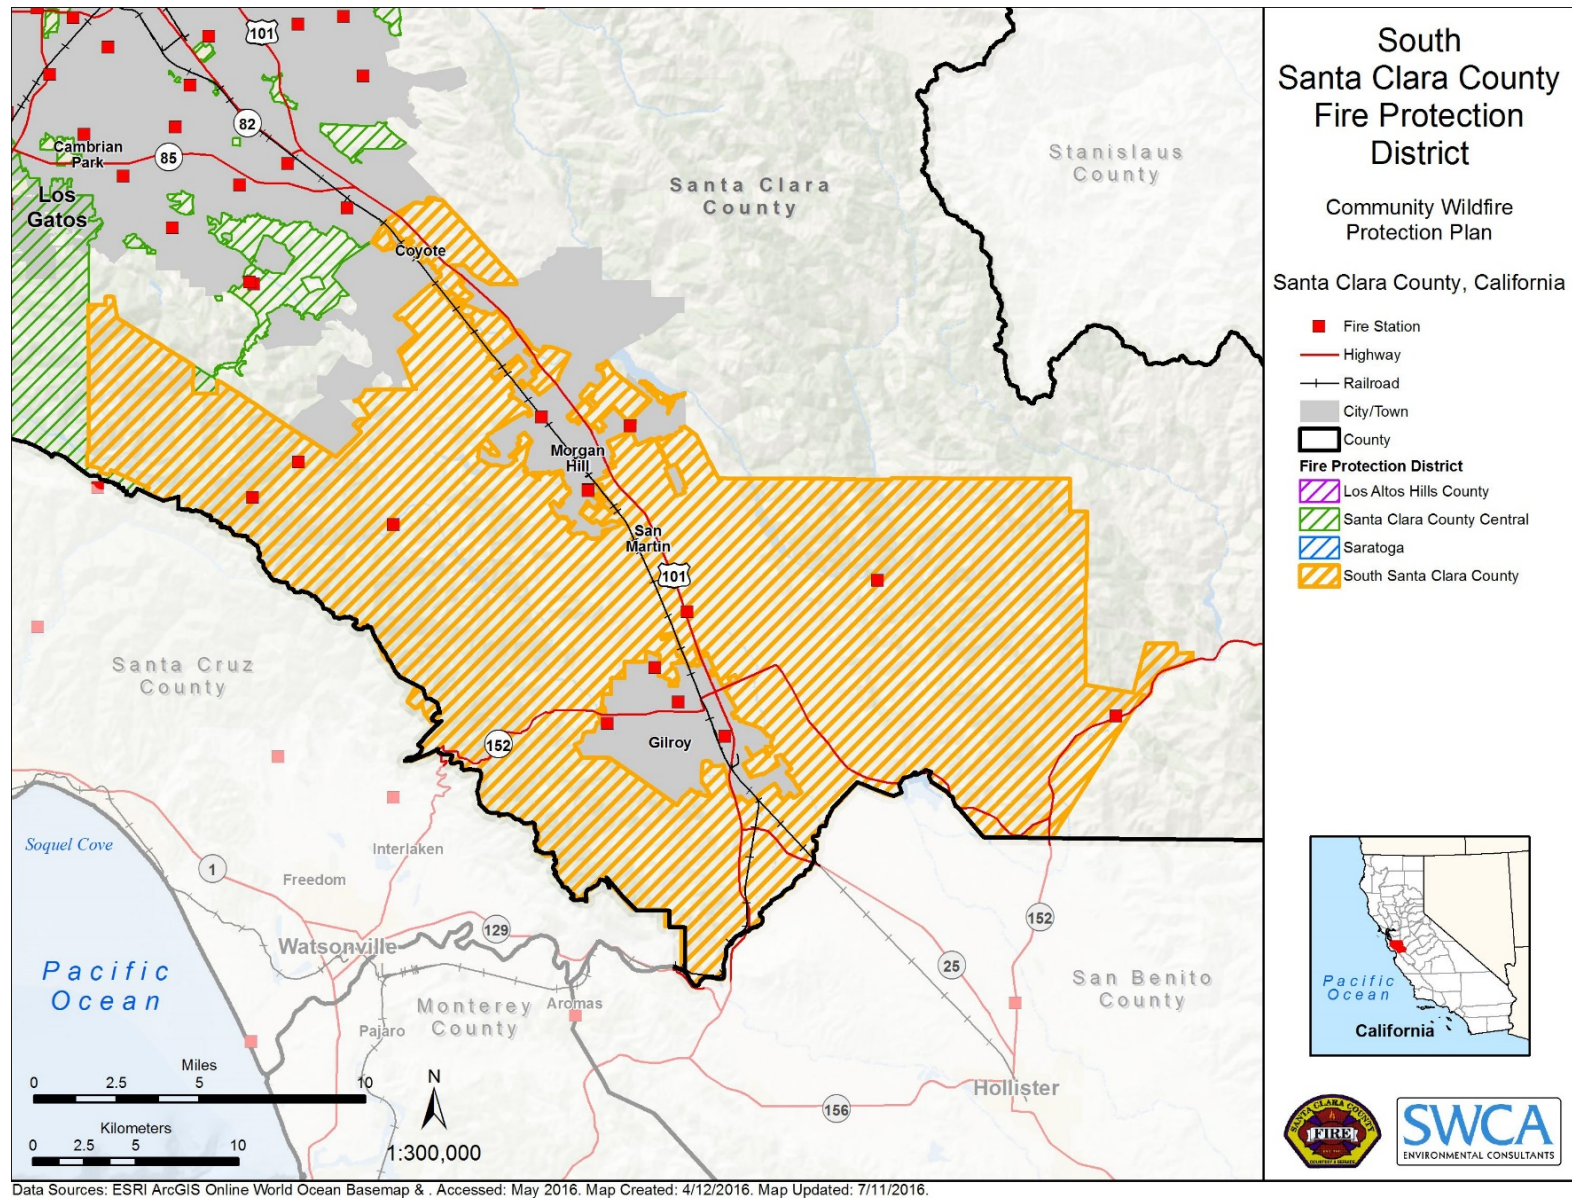 South
Santa Clara County
Fire Protection
District
Community Wildfire
Protection Plan
Santa Clara County, California
Fire Station
Highway
Railroad
City/Town
County
Fire Protection District
Los Altos Hills County
Santa Clara County Central
Saratoga
South Santa Clara County
101
82
85
Cambrian
Park
Los
Gatos
Santa Clara
County
Stanislaus
County
Coyote
Morgan
Hill
San
Martin
101
Santa Cruz
County
152
Gilroy
Soquel Cove
1
Interlaken
Freedom
129
152
Watsonville
25
Pacific
Ocean
San Benito
County
Monterey
County
Aromas
Pajaro
Hollister
156
Miles
0 2.5 5 10
Kilometers
0 2.5 5 10
N
1:300,000
Pacific
Ocean
California
SANTA CLARA COUNTY
FIRE
SWCA
ENVIRONMENTAL CONSULTANTS
Data Sources: ESRI ArcGIS Online World Ocean Basemap & . Accessed: May 2016. Map Created: 4/12/2016. Map Updated: 7/11/2016.